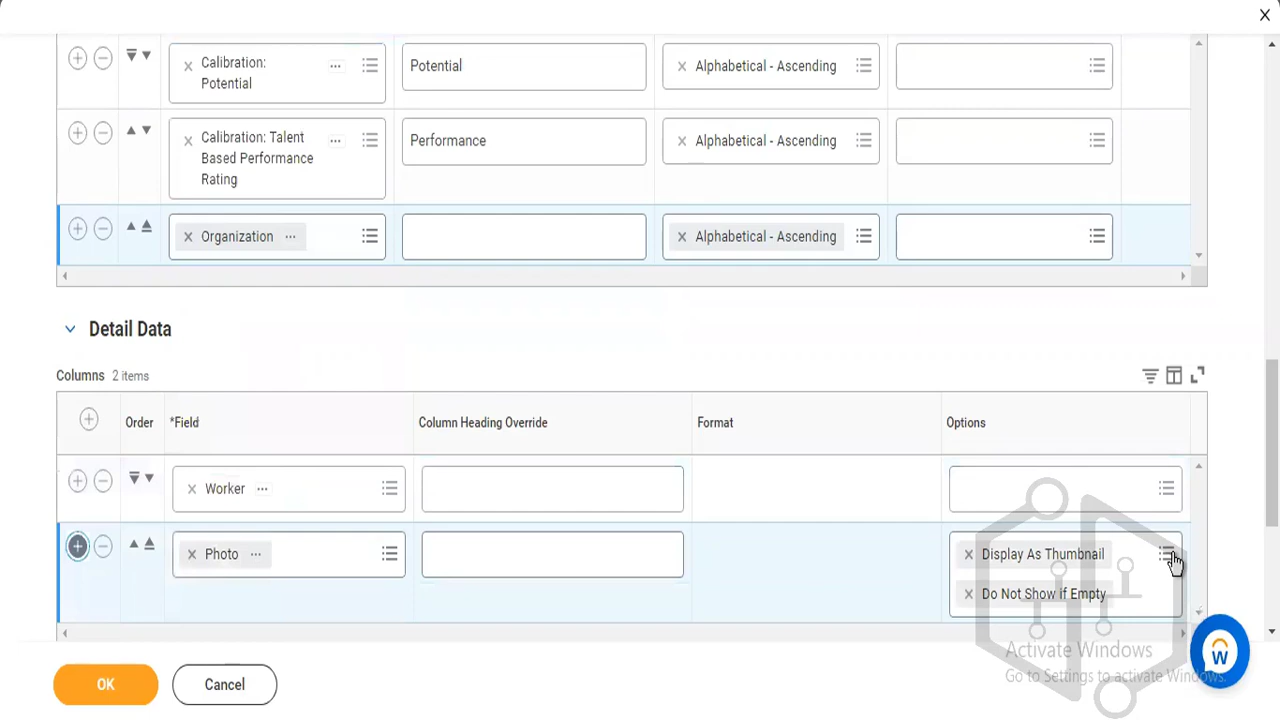 X
Calibration:
Potential
Potential
Alphabetical - Ascending
Calibration: Talent
Based Performance
Rating
Performance
Alphabetical - Ascending
Organization
Alphabetical - Ascending
Detail Data
Columns 2 items
Order *Field Column Heading Override Format Options
Worker
Photo
Display As Thumbnail
Do Not Show if Empty
Activate Windows
Go to Settings to activate Windows.
OK Cancel
W